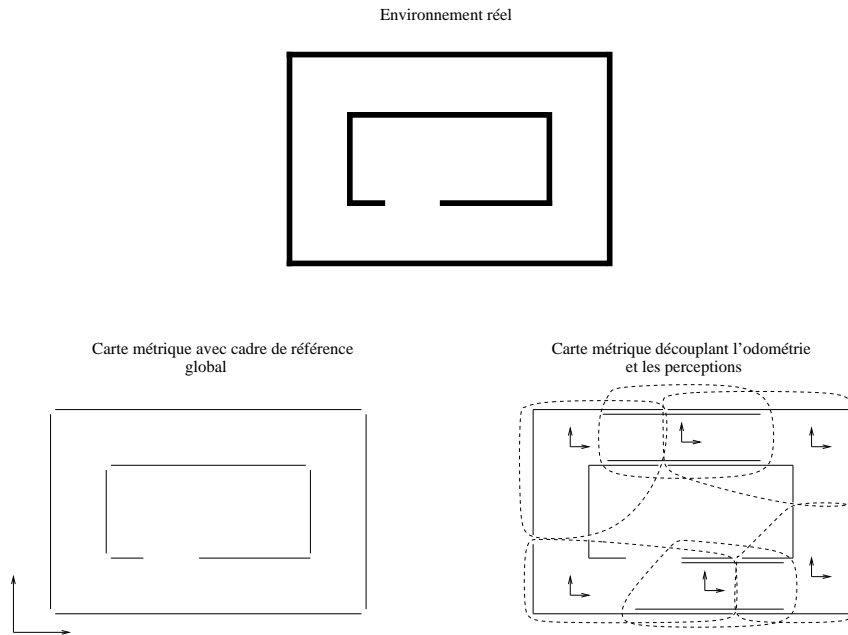 Environnement réel
Carte métrique avec cadre de référence
global
Carte métrique découplant l'odométrie
et les perceptions